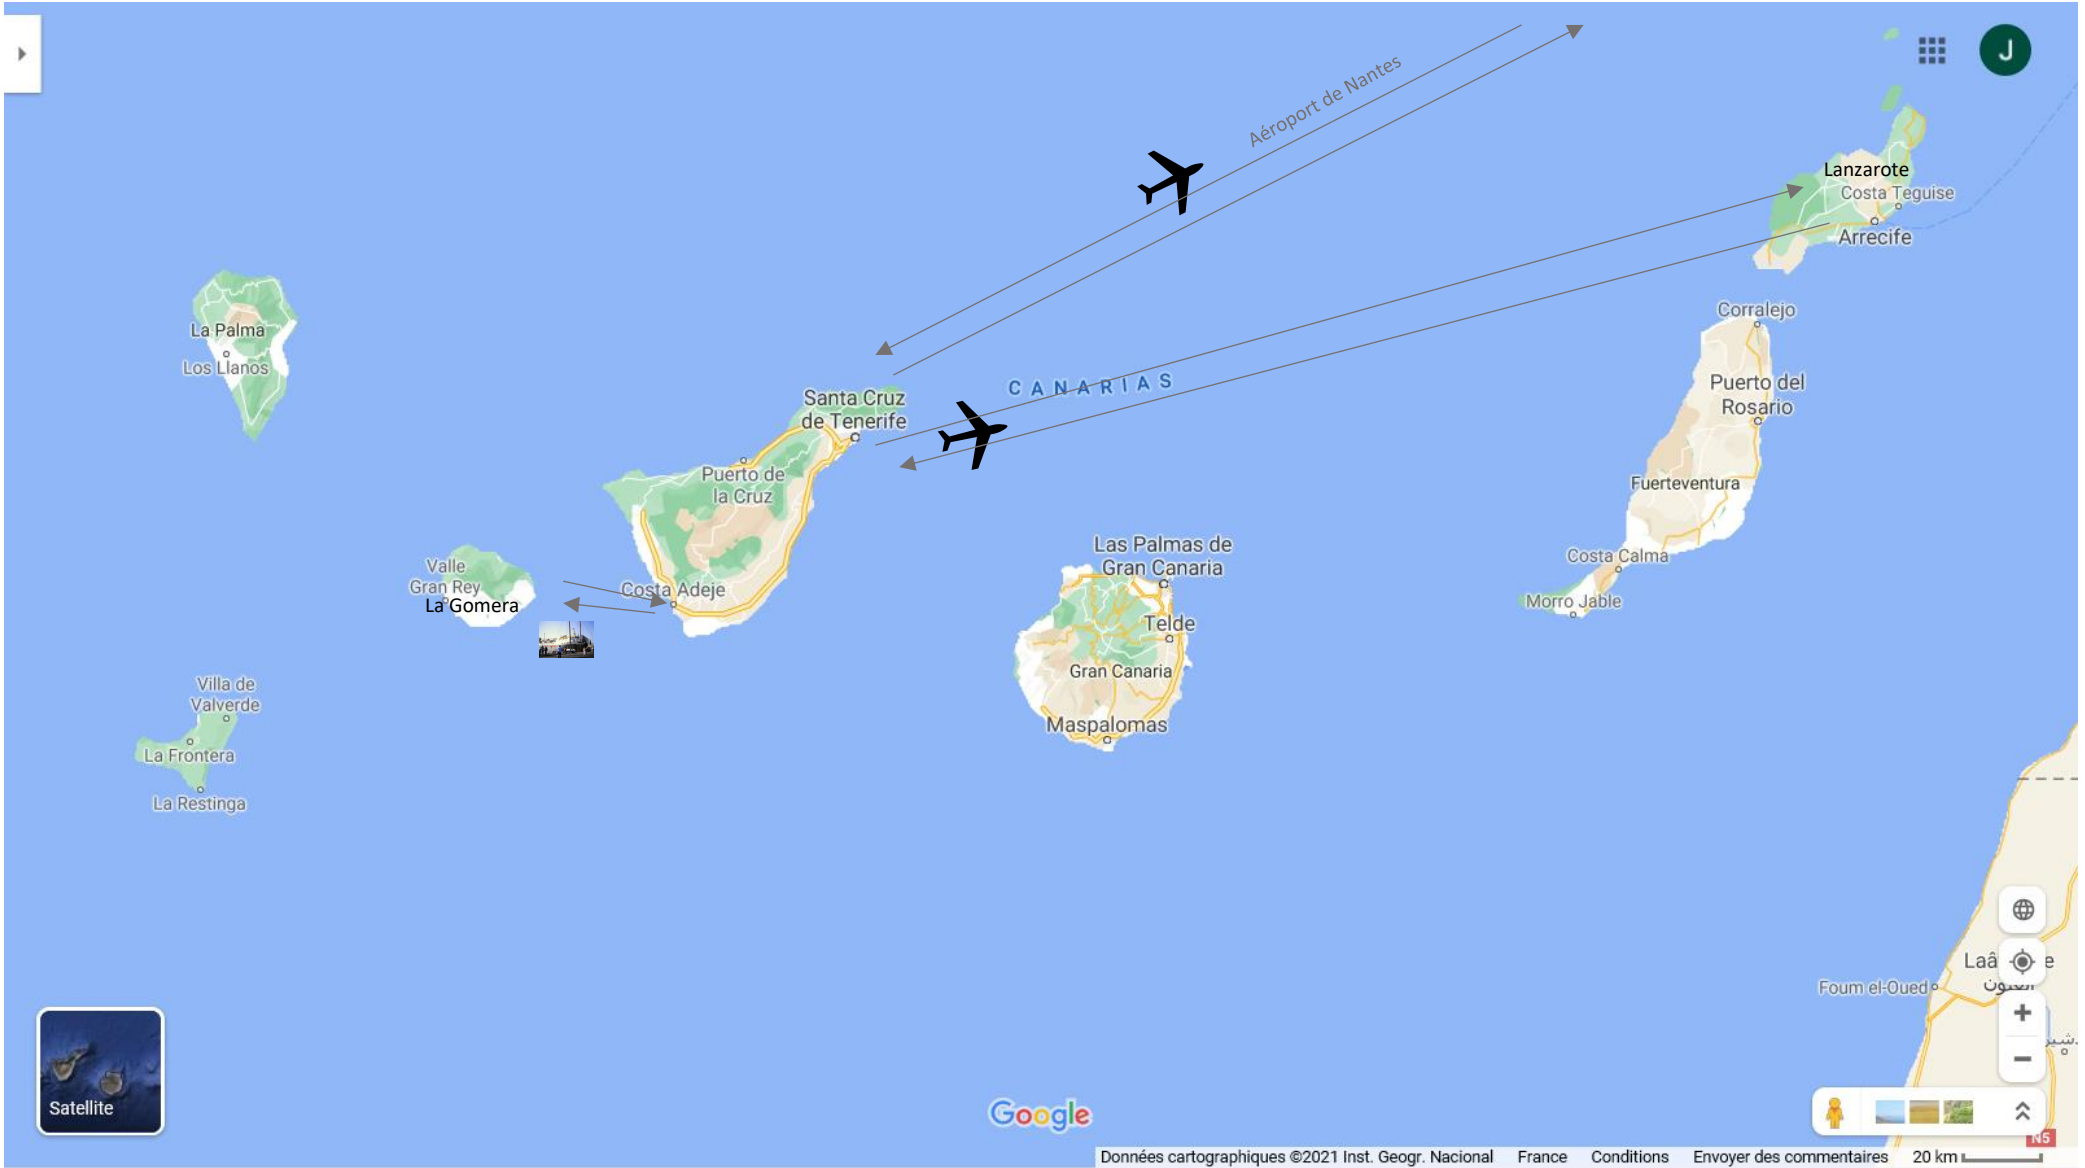 J
Aéroport de Nantes
Lanzarote
Costa Teguise
Arrecife
Corralejo
La Palma
Los Llanos
CANARIAS
Santa Cruz
de Tenerife
Puerto del
Rosario
Puerto de
la Cruz
Fuerteventura
Las Palmas de
Gran Canaria
Costa Calma
Valle
Gran Rey
La Gomera
Costa Adeje
Morro Jable
Telde
Gran Canaria
Villa de
Valverde
Maspalomas
La Frontera
La Restinga
Foum el-Oued
Satellite
Google
N5
Données cartographiques ©2021 Inst. Geogr. Nacional France Conditions Envoyer des commentaires 20 km